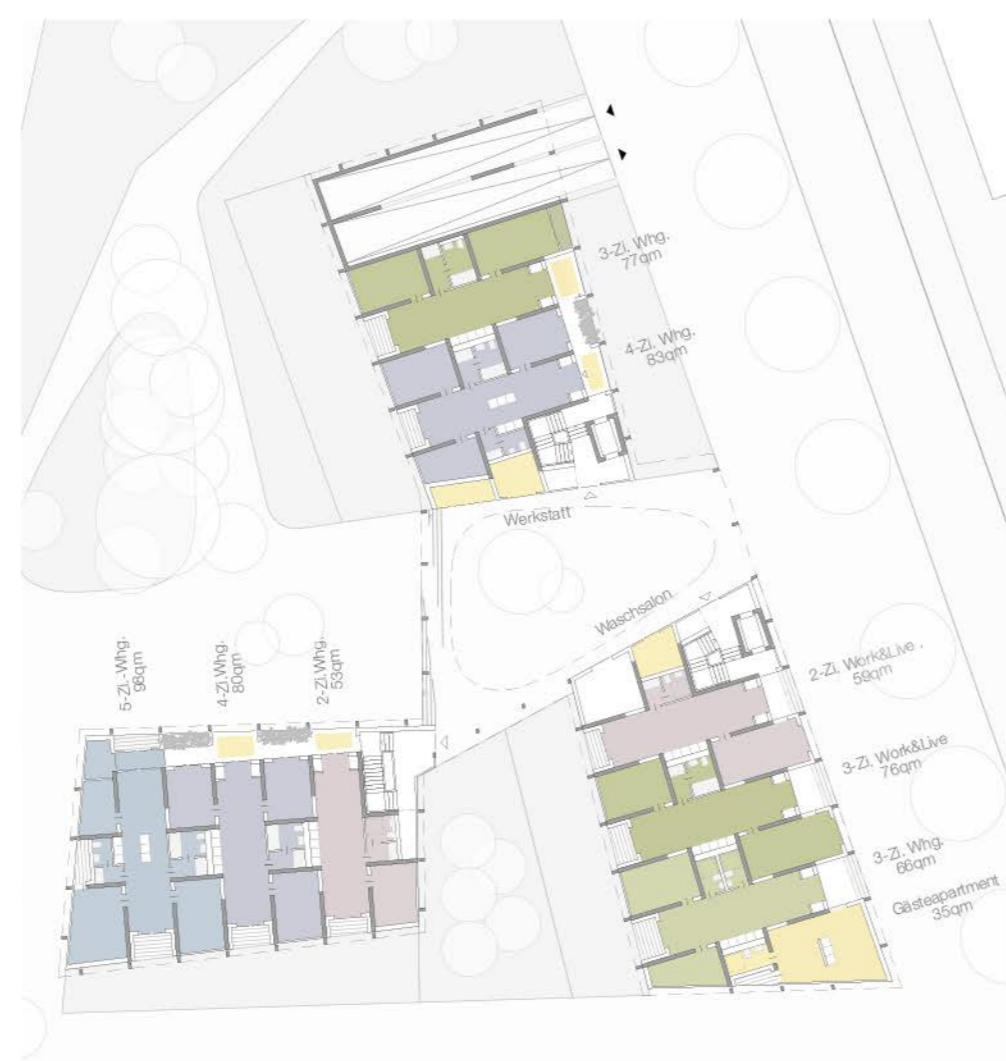 3-Zi. Whg.
77qm
4-Zi. Whg.
83qm
Werkstatt
Waschsalon
5-Zi.-Whg.
98qm
4-Zi.Whg.
80qm
2-Zi.Whg.
53qm
2-Zi. Work&Live .
59qm
3-Zi. Work&Live
76qm
3-Zi. Whg.
66qm
Gästeapartment
35qm